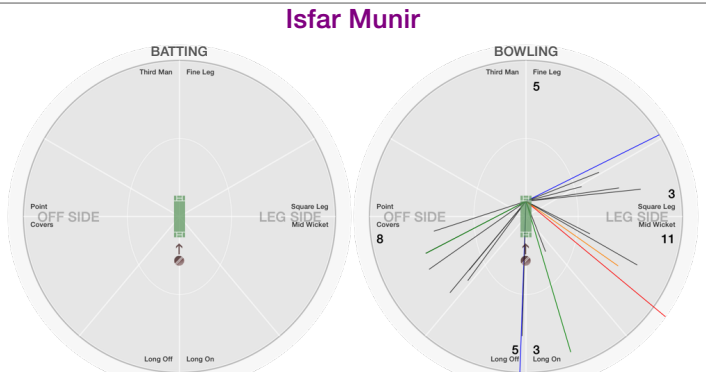 Isfar Munir
BATTING
Third Man Fine Leg
Point
OFF SIDE
Covers
Square Leg
LEG SIDE
Mid Wicket
Long Off Long On
BOWLING
Third Man Fine Leg
5
Point
OFF SIDE
Covers
8
3
Square Leg
LEG SIDE
Mid Wicket
11
5 3
Long Off Long On